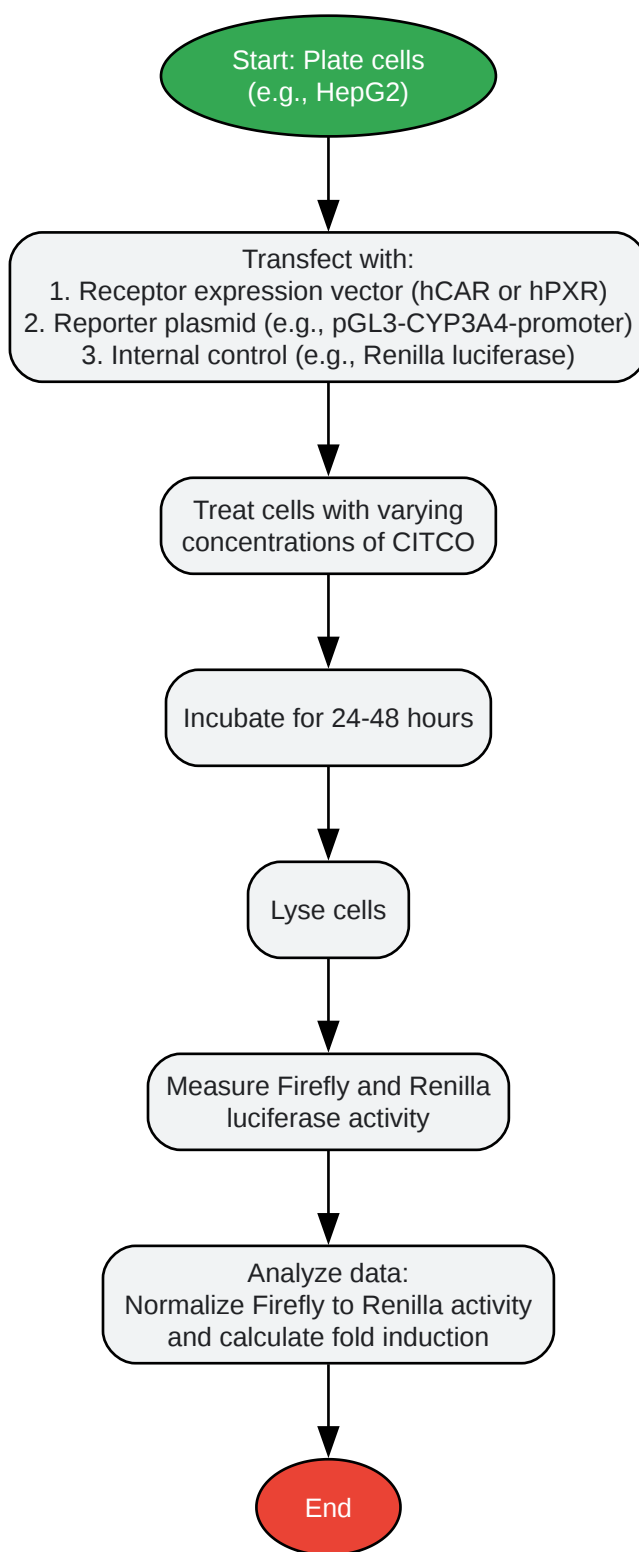 Start: Plate cells
(e.g., HepG2)
Transfect with:
1. Receptor expression vector (hCAR or hPXR)
2. Reporter plasmid (e.g., pGL3-CYP3A4-promoter)
3. Internal control (e.g., Renilla luciferase)
Treat cells with varying
concentrations of CITCO
Incubate for 24-48 hours
Lyse cells
Measure Firefly and Renilla
luciferase activity
Analyze data:
Normalize Firefly to Renilla activity
and calculate fold induction
End